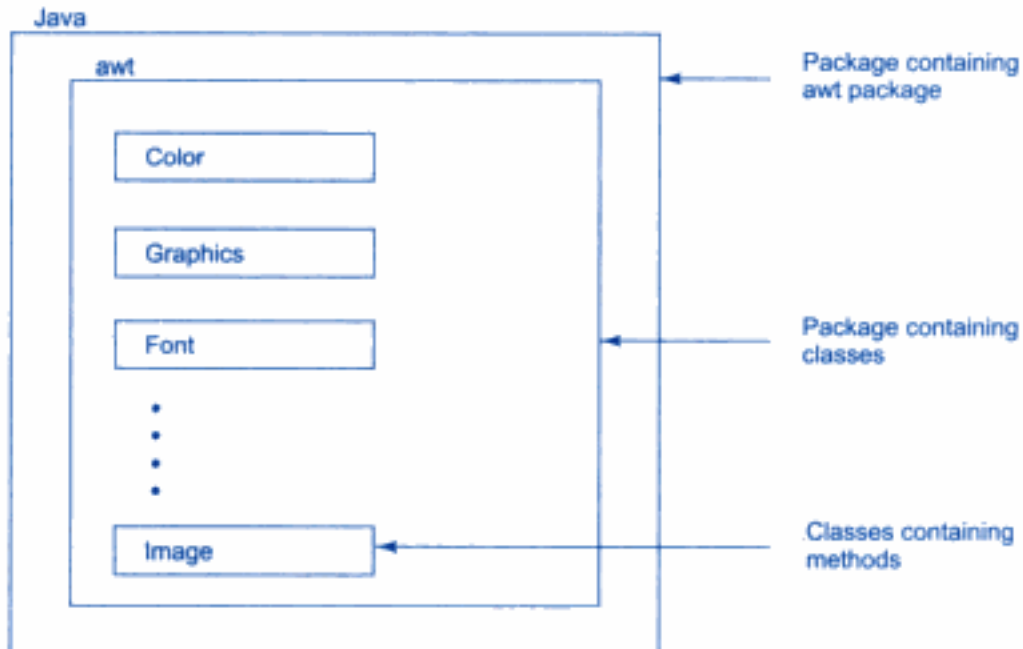 Java
awt
Package containing
awt package
Color
Graphics
Font
Package containing
classes
Image
Classes containing
methods